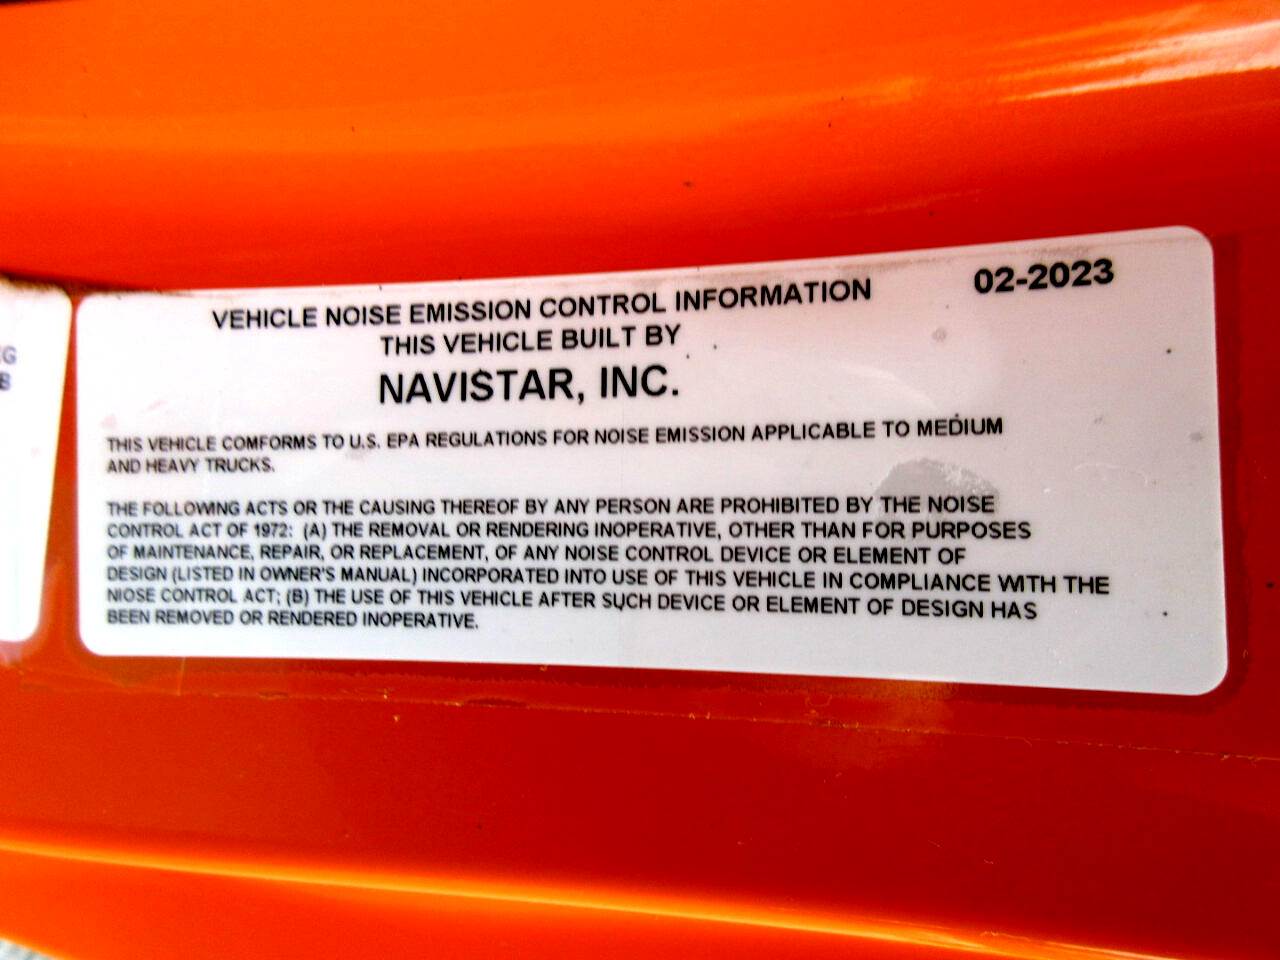 VEHICLE NOISE EMISSION CONTROL INFORMATION 02-2023
THIS VEHICLE BUILT BY
NAVISTAR, INC.
THIS VEHICLE COMFORMS TO U.S. EPA REGULATIONS FOR NOISE EMISSION APPLICABLE TO MEDIUM
AND HEAVY TRUCKS.
THE FOLLOWING ACTS OR THE CAUSING THEREOF BY ANY PERSON ARE PROHIBITED BY THE NOISE
CONTROL ACT OF 1972: (A) THE REMOVAL OR RENDERING INOPERATIVE, OTHER THAN FOR PURPOSES
OF MAINTENANCE, REPAIR, OR REPLACEMENT, OF ANY NOISE CONTROL DEVICE OR ELEMENT OF
DESIGN (LISTED IN OWNER'S MANUAL) INCORPORATED INTO USE OF THIS VEHICLE IN COMPLIANCE WITH THE
NIOSE CONTROL ACT; (B) THE USE OF THIS VEHICLE AFTER SUCH DEVICE OR ELEMENT OF DESIGN HAS
BEEN REMOVED OR RENDERED INOPERATIVE.